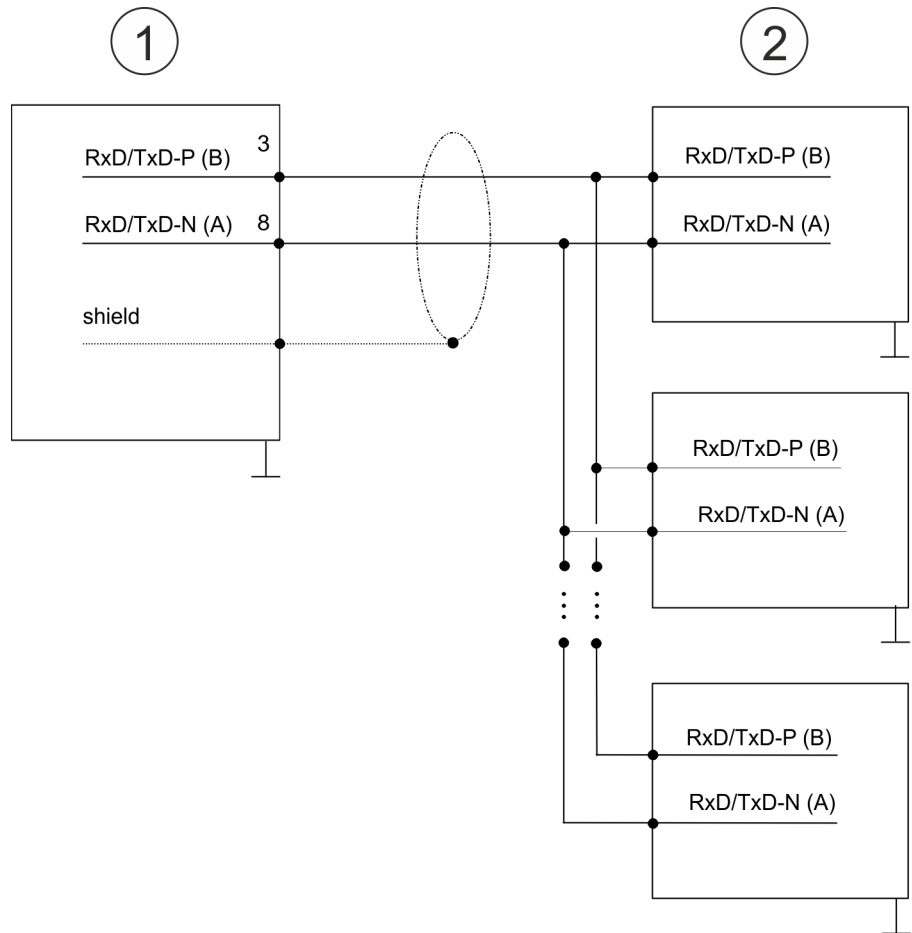 1
2
RxD/TxD-P (B) 3
RxD/TxD-N (A) 8
shield
RxD/TxD-P (B)
RxD/TxD-N (A)
RxD/TxD-P (B)
RxD/TxD-N (A)
RxD/TxD-P (B)
RxD/TxD-N (A)